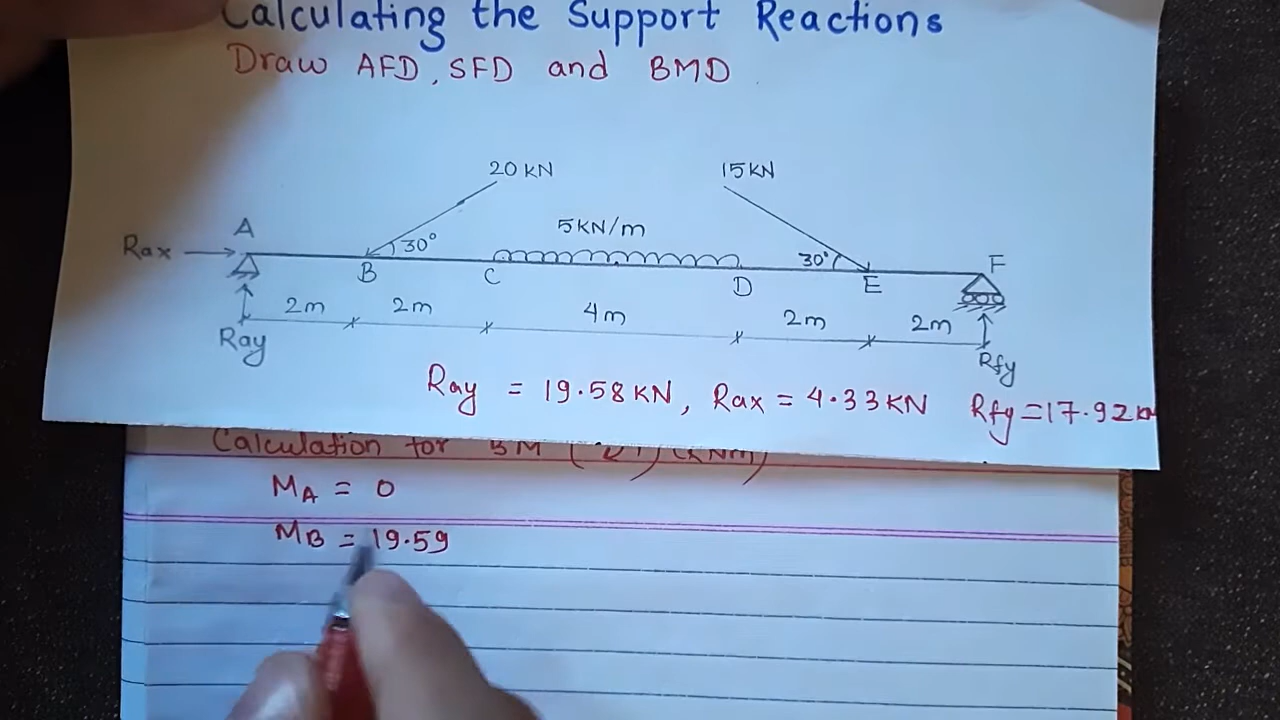 Calculating the Support Reactions
Draw AFD, SFD and BMD
20 KN 15 KN
A 5KN/m
Rax 30° 30° F
B C D E
2m 2m 4m 2m 2m
Ray Rfy
Ray = 19.58 KN, Rax = 4.33 KN Rfy = 17.92
Calculation for BM
MA = 0
MB = 19.59